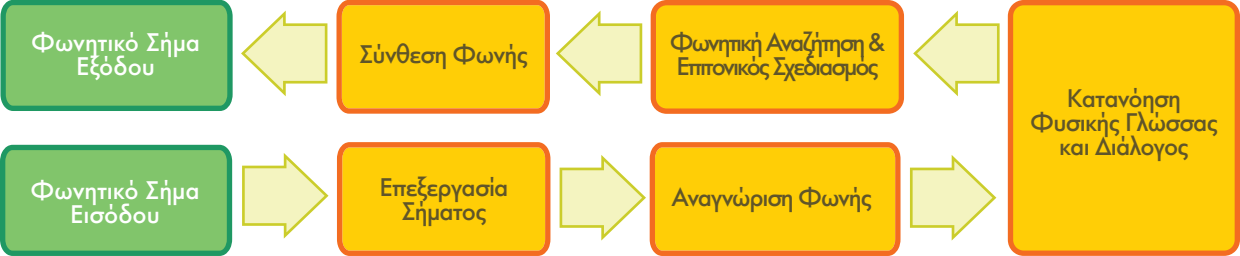 Φωνητικό Σήμα
Εξόδου
Σύνθεση Φωνής
Φωνητική Αναζήτηση &
Επιτονικός Σχεδιασμός
Κατανόηση
Φυσικής Γλώσσας
και Διάλογος
Φωνητικό Σήμα
Εισόδου
Επεξεργασία
Σήματος
Αναγνώριση Φωνής